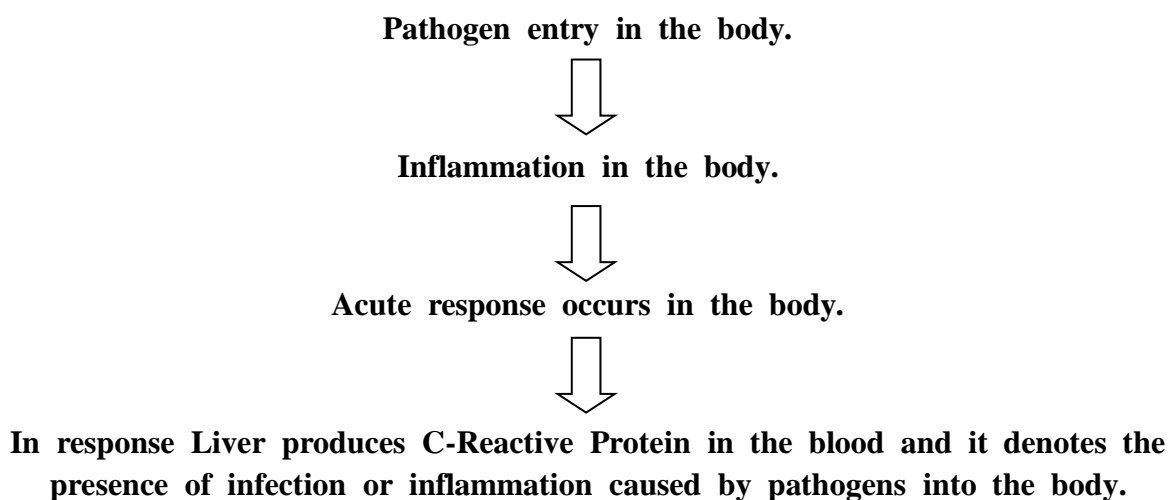 Pathogen entry in the body.
Inflammation in the body.
Acute response occurs in the body.
In response Liver produces C-Reactive Protein in the blood and it denotes the
presence of infection or inflammation caused by pathogens into the body.